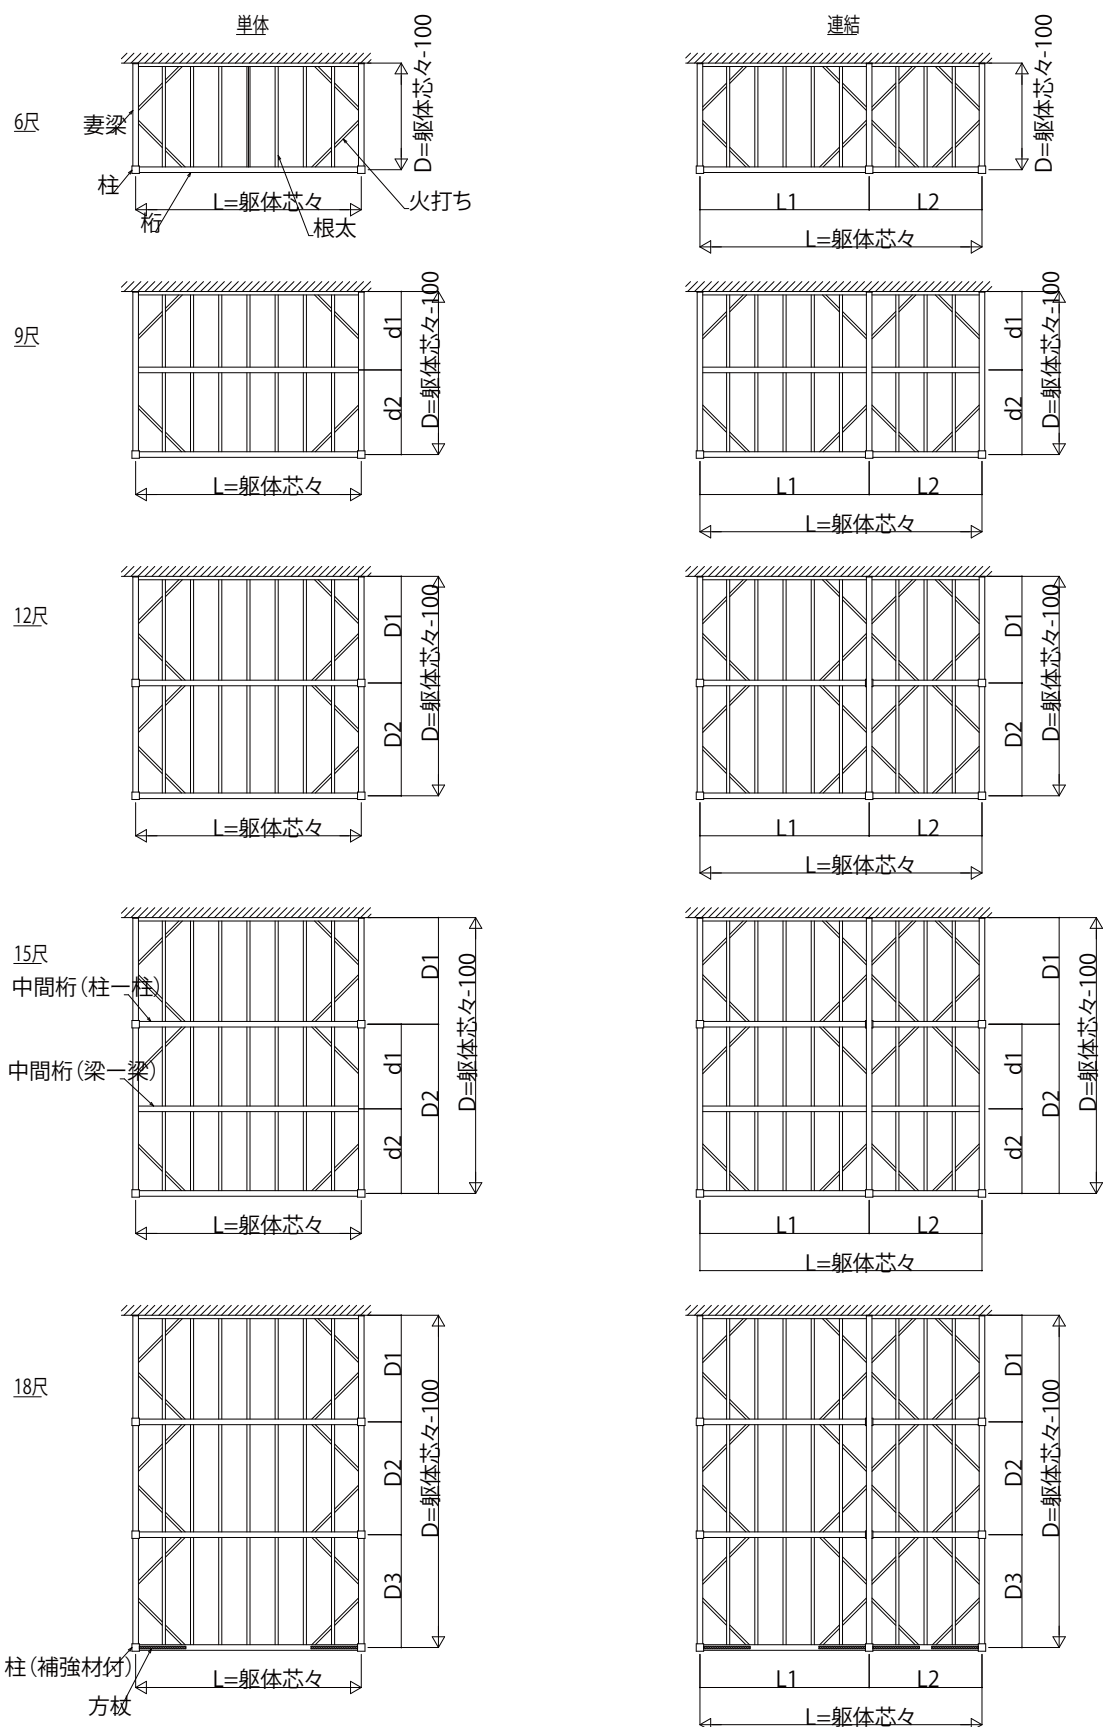 単体
連結
6尺
妻梁
柱
桁
L=躯体芯々
根太
火打ち
D=躯体芯々-100
L1
L2
L=躯体芯々
D=躯体芯々-100
9尺
d1
d2
D=躯体芯々-100
L=躯体芯々
d1
d2
D=躯体芯々-100
L1
L2
L=躯体芯々
12尺
D1
D2
D=躯体芯々-100
L=躯体芯々
D1
D2
D=躯体芯々-100
L1
L2
L=躯体芯々
15尺
中間桁(柱ー柱)
中間桁(梁ー梁)
D1
d1
d2
D2
D=躯体芯々-100
L=躯体芯々
D1
d1
d2
D2
D=躯体芯々-100
L1
L2
L=躯体芯々
18尺
D1
D2
D3
D=躯体芯々-100
柱(補強材付)
方杖
L=躯体芯々
D1
D2
D3
D=躯体芯々-100
L1
L2
L=躯体芯々